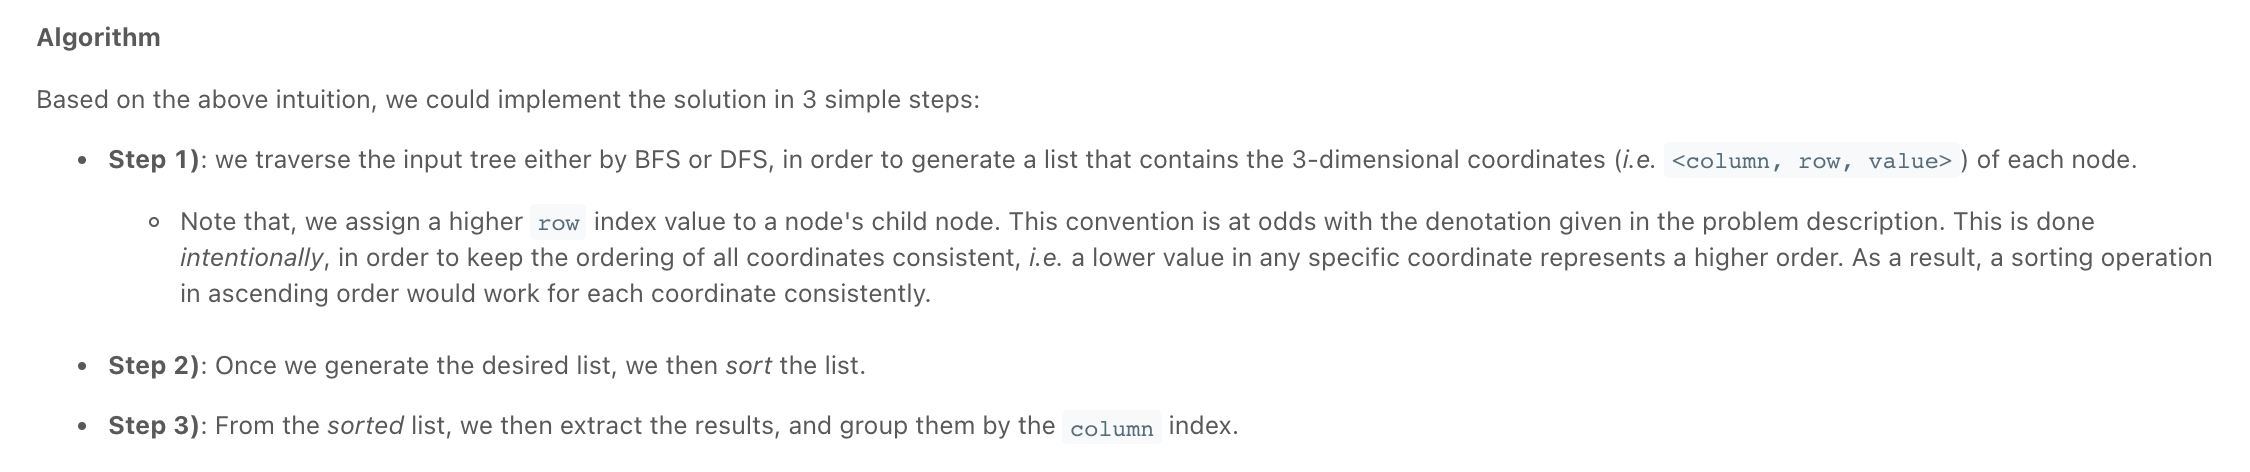 Algorithm
Based on the above intuition, we could implement the solution in 3 simple steps:
• Step 1): we traverse the input tree either by BFS or DFS, in order to generate a list that contains the 3-dimensional coordinates (i.e. <column, row, value>) of each node.
◦ Note that, we assign a higher row index value to a node's child node. This convention is at odds with the denotation given in the problem description. This is done
intentionally, in order to keep the ordering of all coordinates consistent, i.e. a lower value in any specific coordinate represents a higher order. As a result, a sorting operation
in ascending order would work for each coordinate consistently.
• Step 2): Once we generate the desired list, we then sort the list.
• Step 3): From the sorted list, we then extract the results, and group them by the column index.